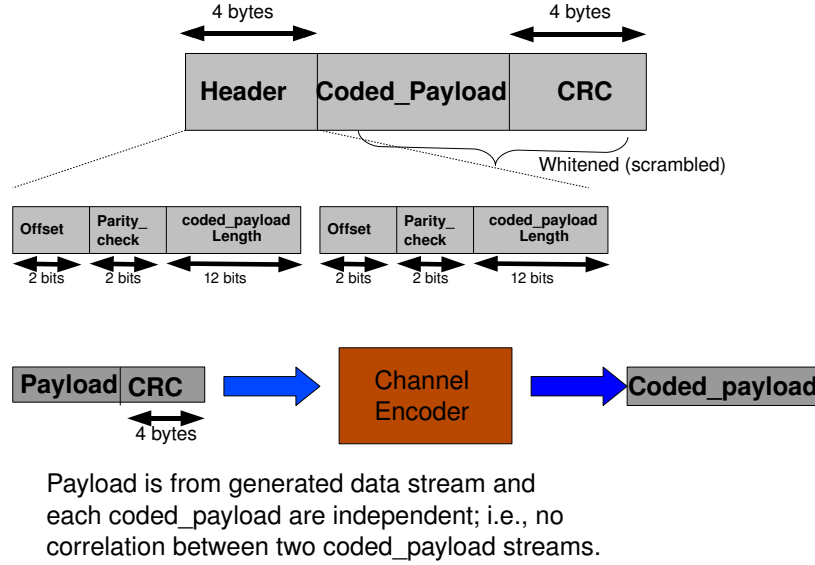 4 bytes
4 bytes
Header
Coded_Payload
CRC
Whitened (scrambled)
Offset
Parity_
check
coded_payload
Length
Offset
Parity_
check
coded_payload
Length
2 bits
2 bits
12 bits
2 bits
2 bits
12 bits
Payload
CRC
4 bytes
Channel
Encoder
Coded_payload
Payload is from generated data stream and
each coded_payload are independent; i.e., no
correlation between two coded_payload streams.